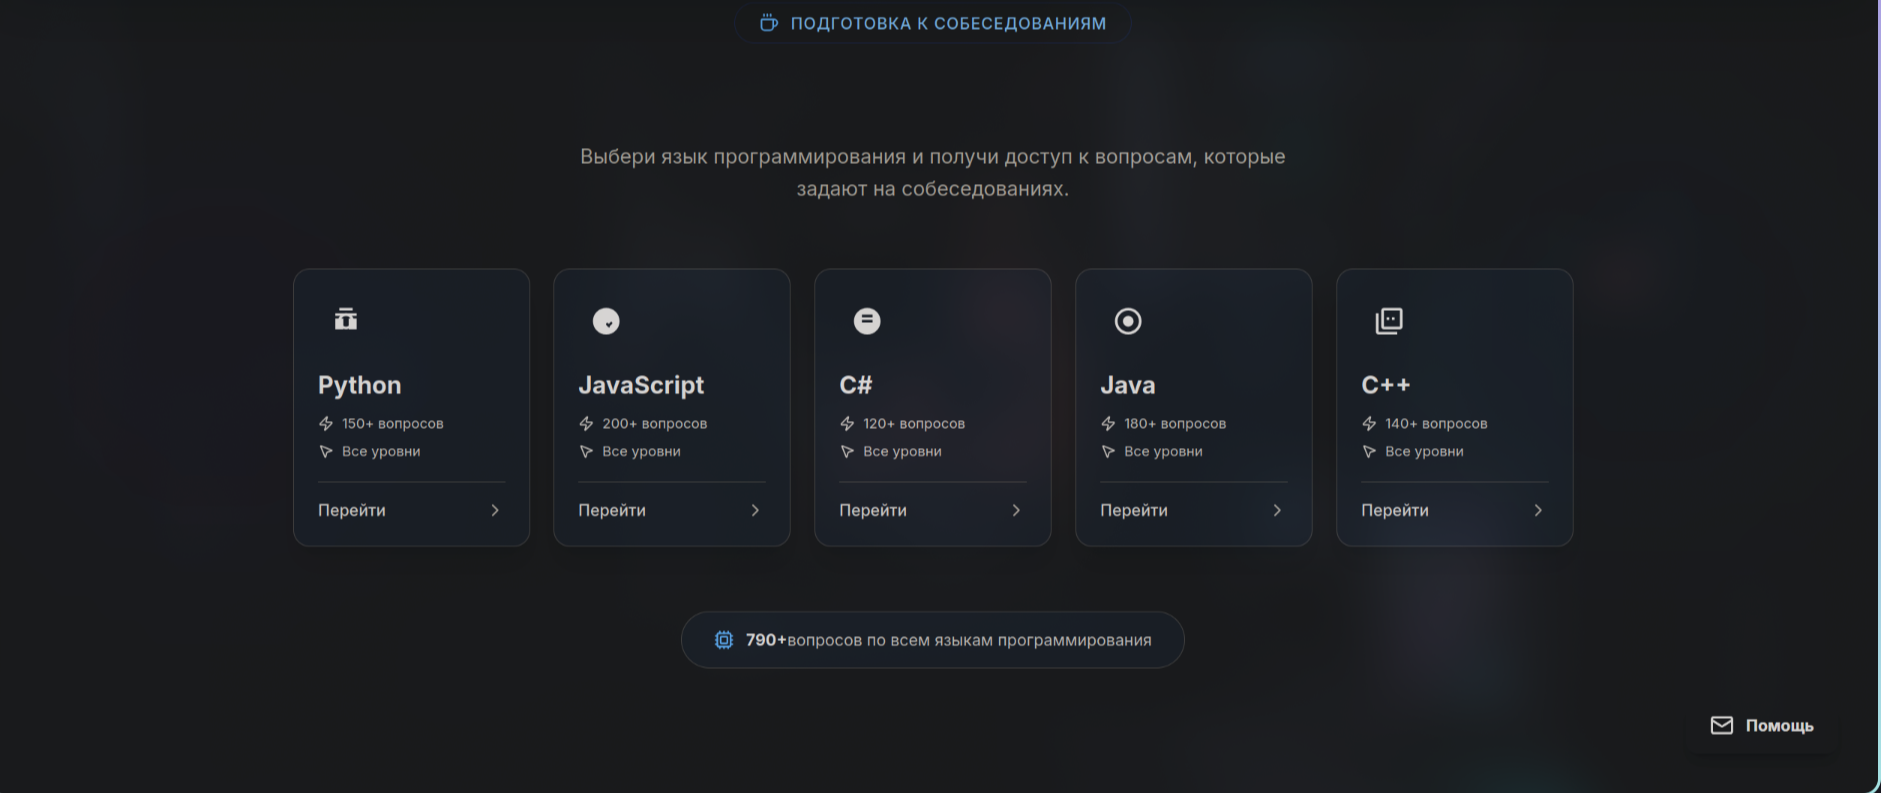 ПОДГОТОВКА К СОБЕСЕДОВАНИЯМ
Выбери язык программирования и получи доступ к вопросам, которые
задают на собеседованиях.
Python
150+ вопросов
Все уровни
Перейти
JavaScript
200+ вопросов
Все уровни
Перейти
C#
120+ вопросов
Все уровни
Перейти
Java
180+ вопросов
Все уровни
Перейти
C++
140+ вопросов
Все уровни
Перейти
790+вопросов по всем языкам программирования
Помощь